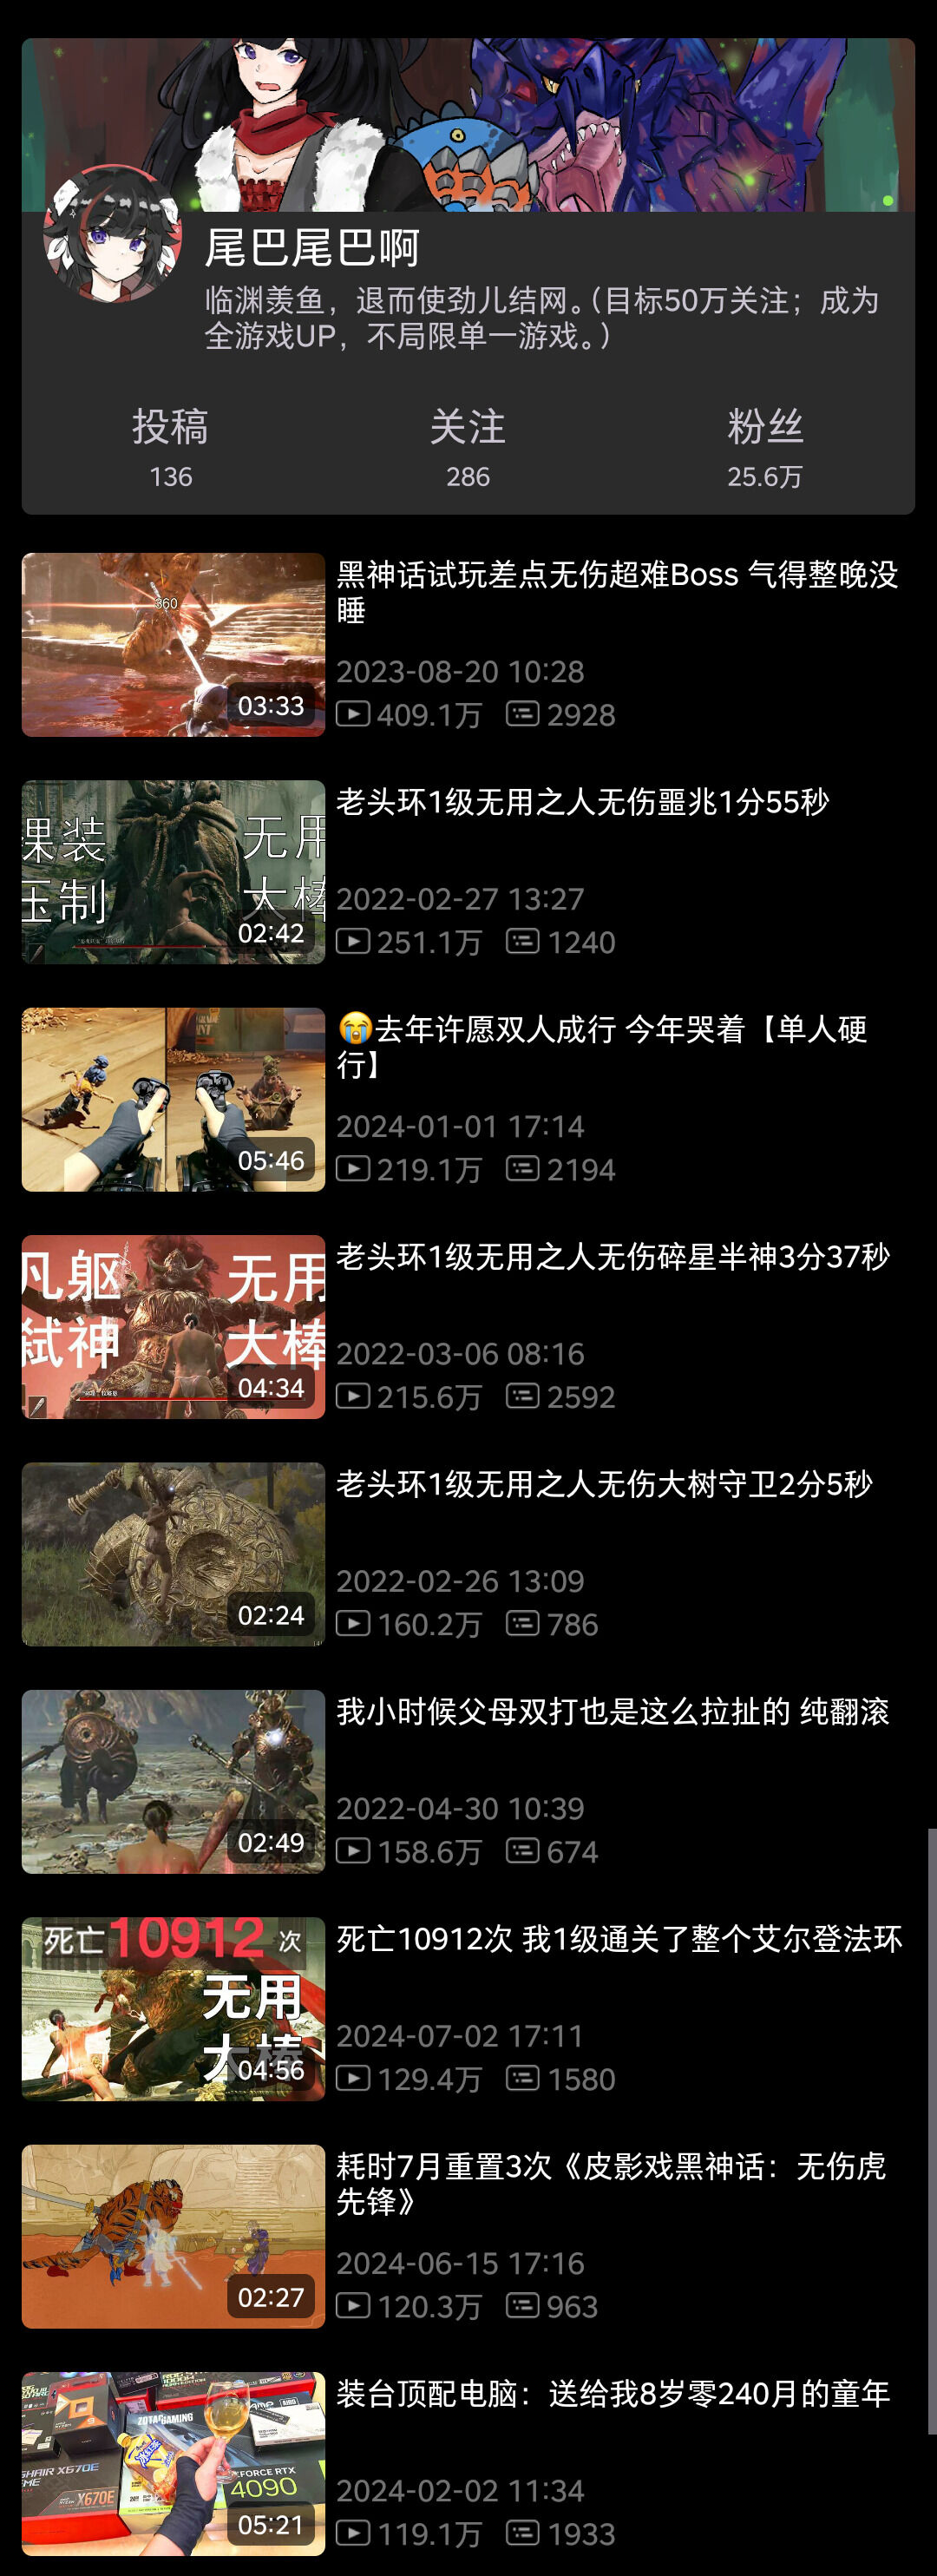 尾巴尾巴啊
临渊羡鱼，退而使劲儿结网。（目标50万关注；成为
全游戏UP，不局限单一游戏。）
投稿 关注 粉丝
136 286 25.6万
360
03:33
黑神话试玩差点无伤超难Boss 气得整晚没
睡
2023-08-20 10:28
409.1万 2928
裸装 无用
压制 大棒
02:42
老头环1级无用之人无伤噩兆1分55秒
2022-02-27 13:27
251.1万 1240
05:46
😭去年许愿双人成行 今年哭着【单人硬
行】
2024-01-01 17:14
219.1万 2194
凡躯 无用
弑神 大棒
04:34
老头环1级无用之人无伤碎星半神3分37秒
2022-03-06 08:16
215.6万 2592
02:24
老头环1级无用之人无伤大树守卫2分5秒
2022-02-26 13:09
160.2万 786
02:49
我小时候父母双打也是这么拉扯的 纯翻滚
2022-04-30 10:39
158.6万 674
死亡10912次
无用
大棒
04:56
死亡10912次 我1级通关了整个艾尔登法环
2024-07-02 17:11
129.4万 1580
02:27
耗时7月重置3次《皮影戏黑神话：无伤虎
先锋》
2024-06-15 17:16
120.3万 963
ZOTAC GAMING
X670E
X670E
FORCE RTX
4090
05:21
装台顶配电脑：送给我8岁零240月的童年
2024-02-02 11:34
119.1万 1933